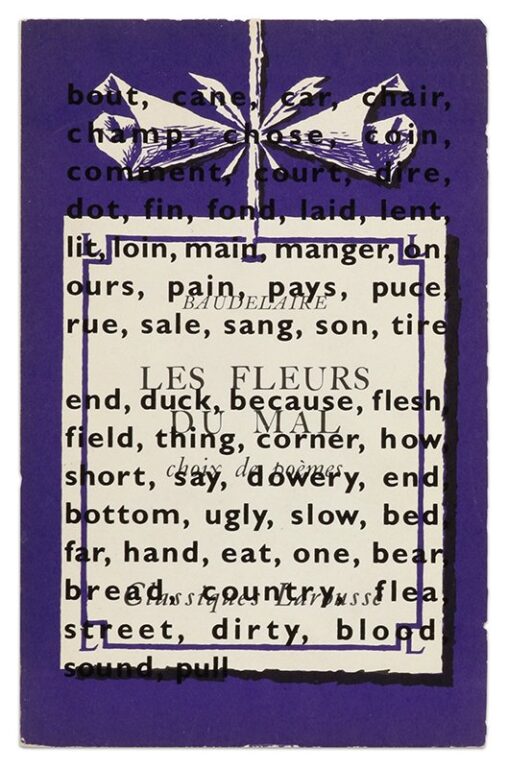 bout, cane, car, chair,
champ, chose, coin,
comment, court, dire,
dot, fin, fond, laid, lent,
L L
lit, loin, main, manger, on,
ours, pain, pays, puce,
BAUDELAIRE
rue, sale, sang, son, tire
LES FLEURS
end, duck, because, flesh,
DU MAL
field, thing, corner, how
choix de poèmes
short, say, dowery, end
bottom, ugly, slow, bed
far, hand, eat, one, bear
bread, country, flea
Classiques Larousse
street, dirty, blood
L L
sound, pull